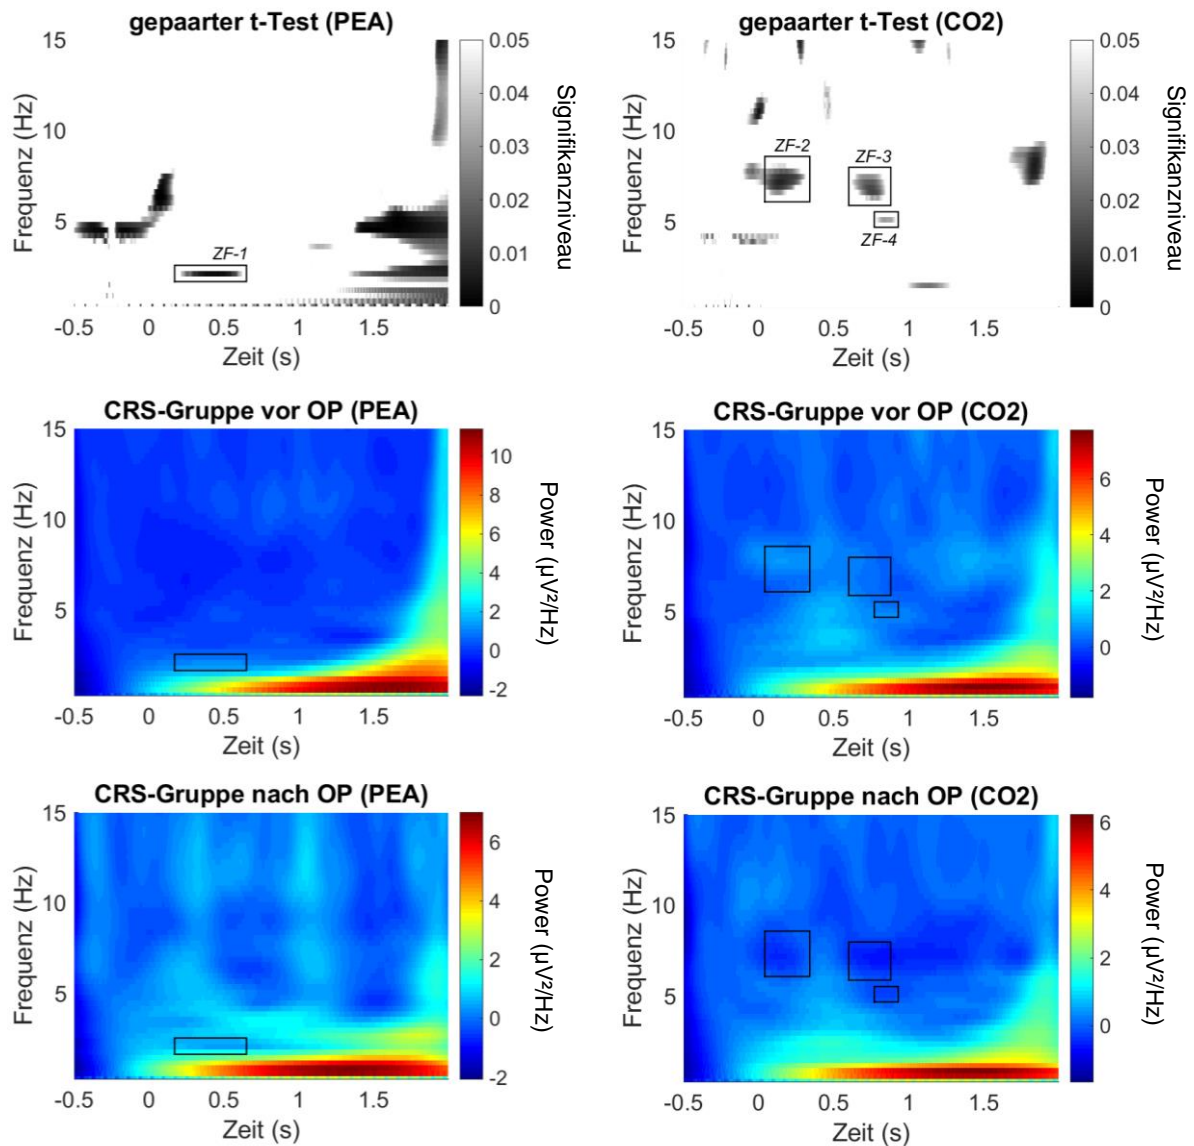 gepaarter t-Test (PEA)
15
10
5
Frequenz (Hz)
ZF-1
-0.5 0 0.5 1 1.5
Zeit (s)
0.05
0.04
0.03
0.02
0.01
0
Signifikanzniveau
gepaarter t-Test (CO2)
15
10
5
Frequenz (Hz)
ZF-2
ZF-3
ZF-4
-0.5 0 0.5 1 1.5
Zeit (s)
0.05
0.04
0.03
0.02
0.01
0
Signifikanzniveau
CRS-Gruppe vor OP (PEA)
15
10
5
Frequenz (Hz)
-0.5 0 0.5 1 1.5
Zeit (s)
10
8
6
4
2
0
-2
Power (µV²/Hz)
CRS-Gruppe vor OP (CO2)
15
10
5
Frequenz (Hz)
-0.5 0 0.5 1 1.5
Zeit (s)
6
4
2
0
Power (µV²/Hz)
CRS-Gruppe nach OP (PEA)
15
10
5
Frequenz (Hz)
-0.5 0 0.5 1 1.5
Zeit (s)
6
4
2
0
-2
Power (µV²/Hz)
CRS-Gruppe nach OP (CO2)
15
10
5
Frequenz (Hz)
-0.5 0 0.5 1 1.5
Zeit (s)
6
4
2
0
Power (µV²/Hz)